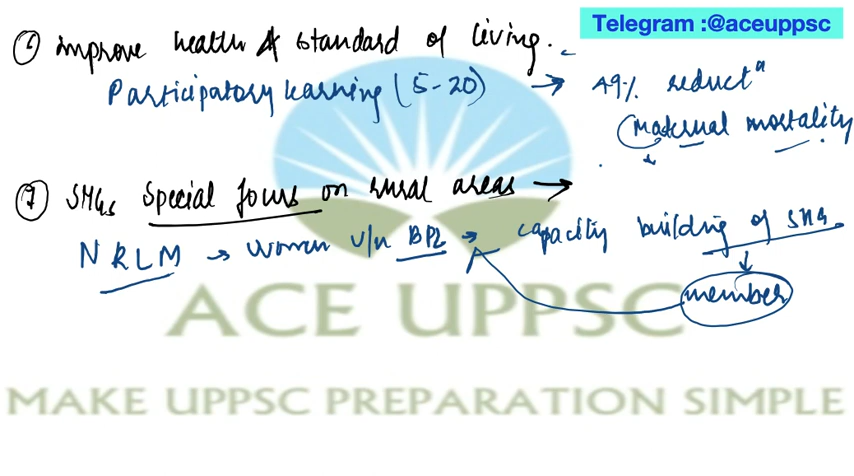 Telegram :@aceuppsc
⑥ improve health & standard of living.
Participatory learning (5-20) → 49% reductⁿ
Maternal mortality
⑦ SHGs special focus on rural areas →
NRLM → women v/n BPL → capacity building of SHG
member
ACE UPPSC
MAKE UPPSC PREPARATION SIMPLE